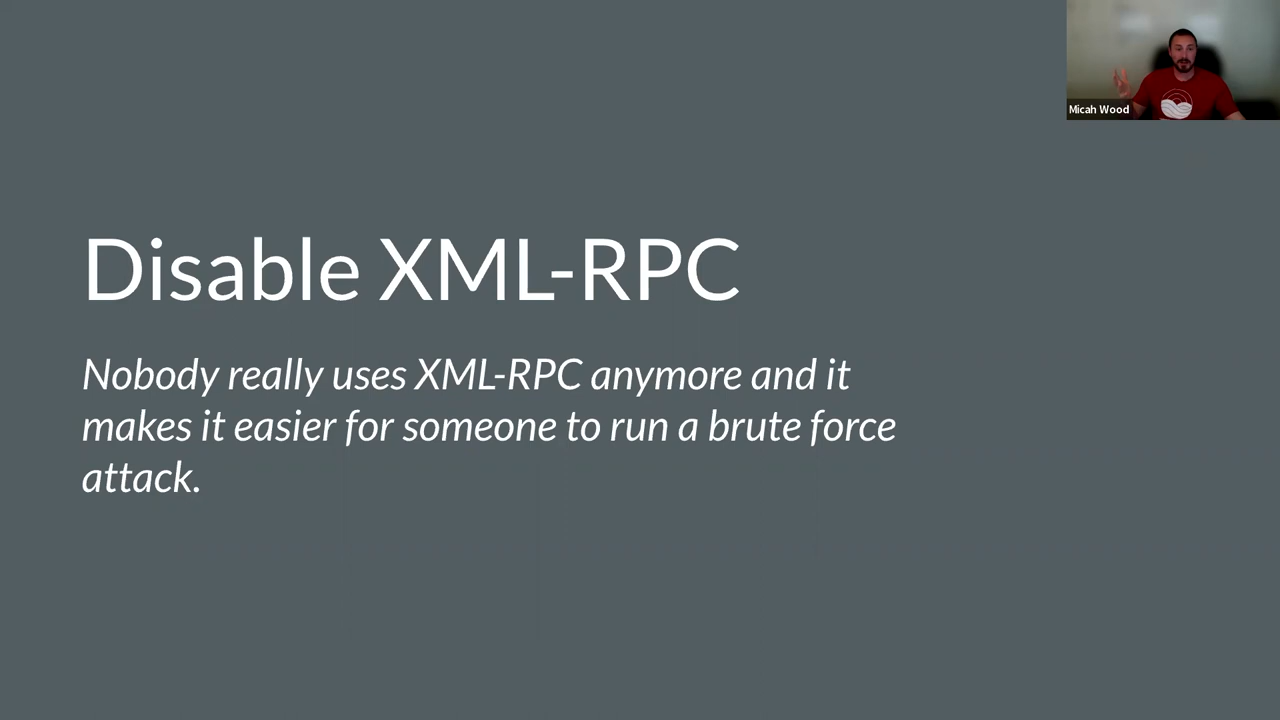 Micah Wood
Disable XML-RPC
Nobody really uses XML-RPC anymore and it
makes it easier for someone to run a brute force
attack.